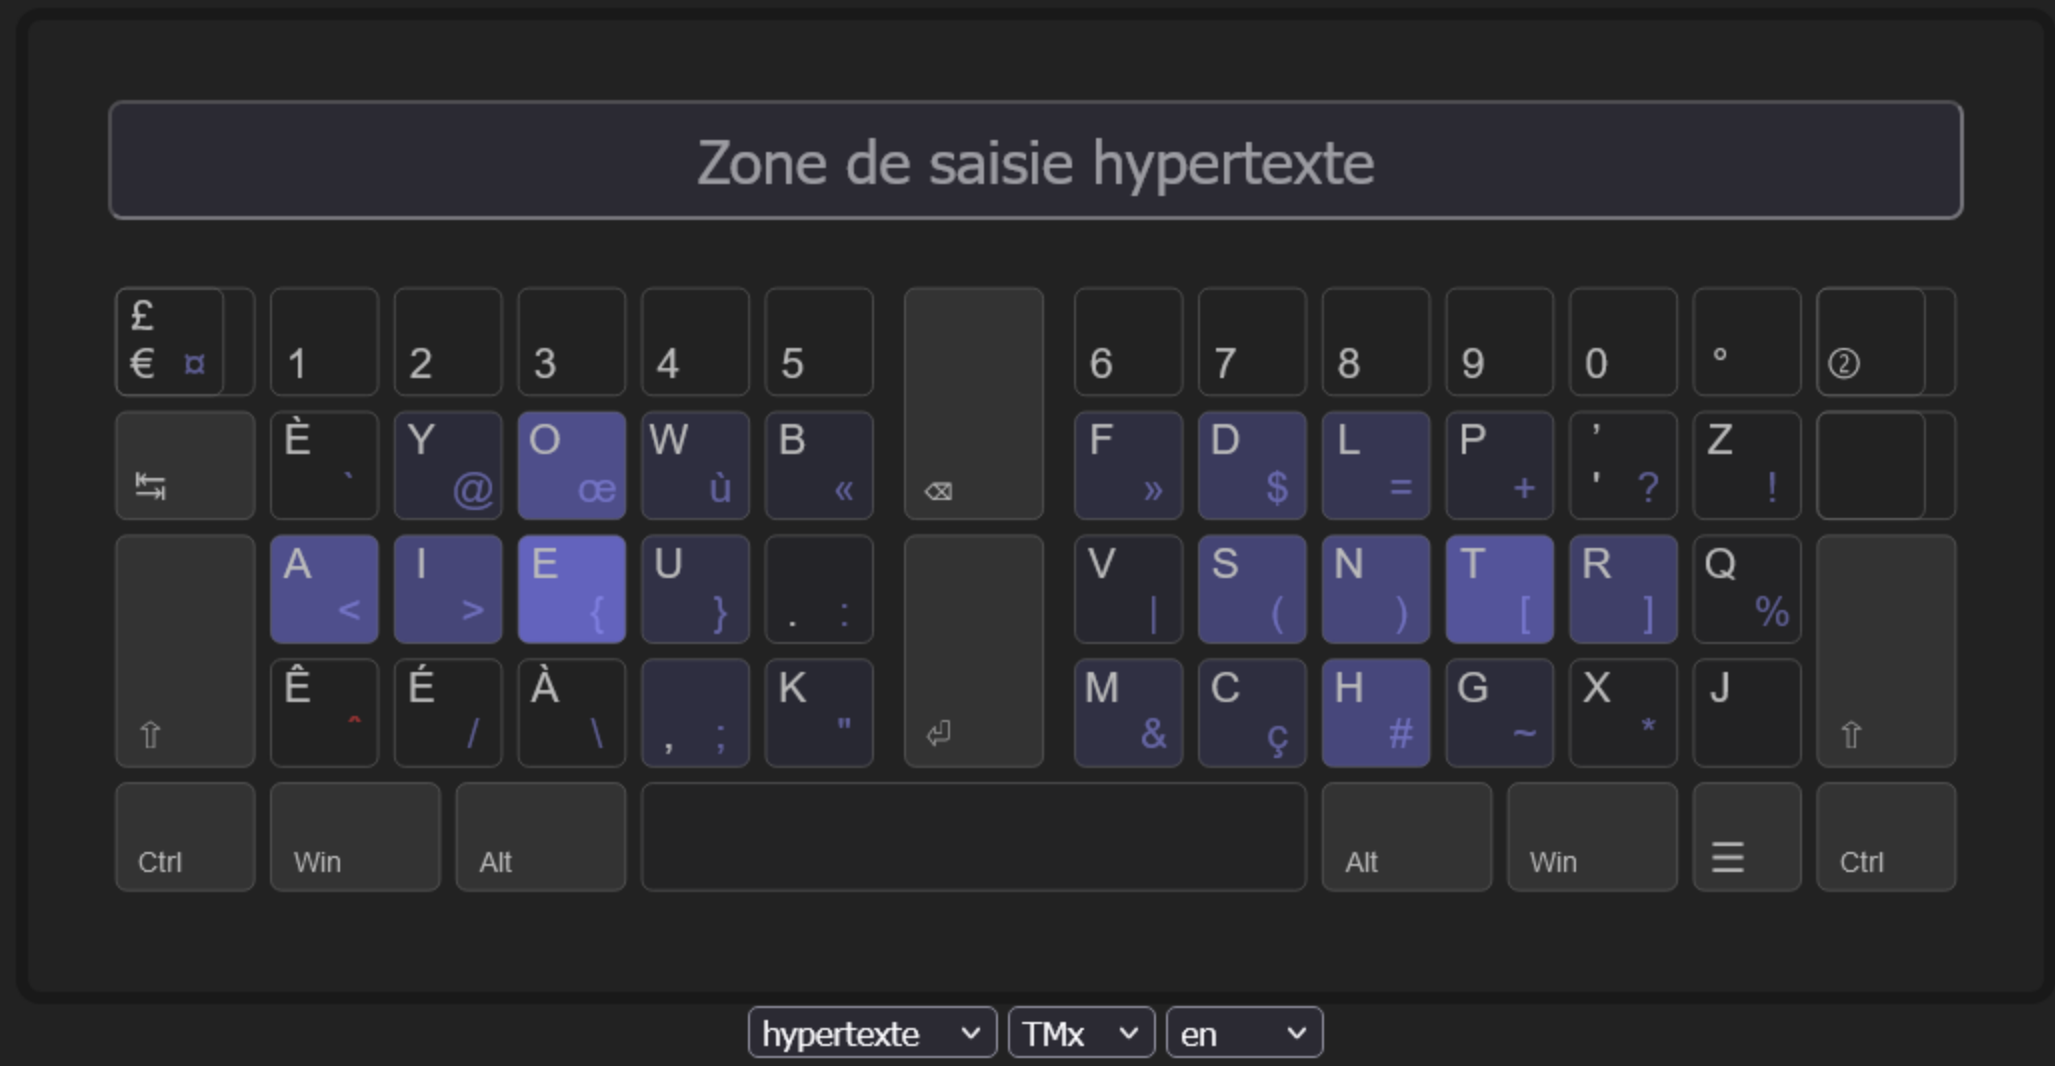 Zone de saisie hypertexte
£
€ ¤ 1 2 3 4 5 6 7 8 9 0 ° ②
È ` Y @ O œ W ù B « F » D $ L = P + ’ ' ? Z !
A < I > E { U } . : V | S ( N ) T [ R ] Q %
Ê ^ É / À \ , ; K " M & C ç H # G ~ X * J
Ctrl Win Alt Alt Win Ctrl
hypertexte TMx en